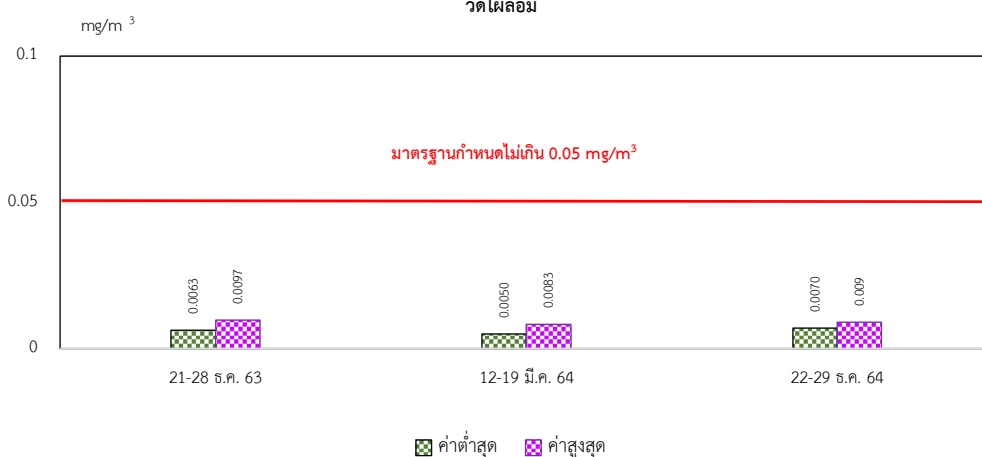 วัดไผ่ล้อม
mg/m ³
0.1
มาตรฐานกำหนดไม่เกิน 0.05 mg/m³
0.05
0.0063 0.0097 0.0050 0.0083 0.0070 0.009
0
21-28 ธ.ค. 63 12-19 มี.ค. 64 22-29 ธ.ค. 64
ค่าต่ำสุด ค่าสูงสุด